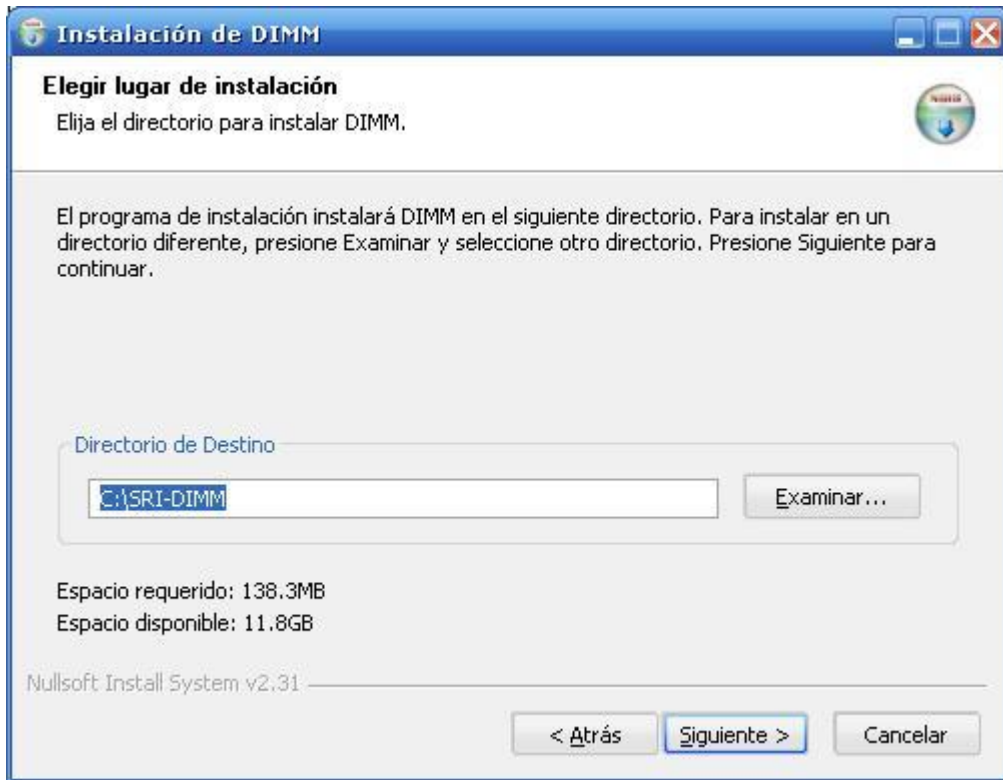 Instalación de DIMM
Elegir lugar de instalación
Elija el directorio para instalar DIMM.
El programa de instalación instalará DIMM en el siguiente directorio. Para instalar en un
directorio diferente, presione Examinar y seleccione otro directorio. Presione Siguiente para
continuar.
Directorio de Destino
C:\SRI-DIMM
Examinar...
Espacio requerido: 138.3MB
Espacio disponible: 11.8GB
Nullsoft Install System v2.31
< Atrás
Siguiente >
Cancelar